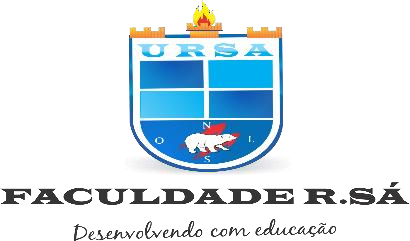 URSA
N
O L
S
FACULDADE R.SÁ
Desenvolvendo com educação